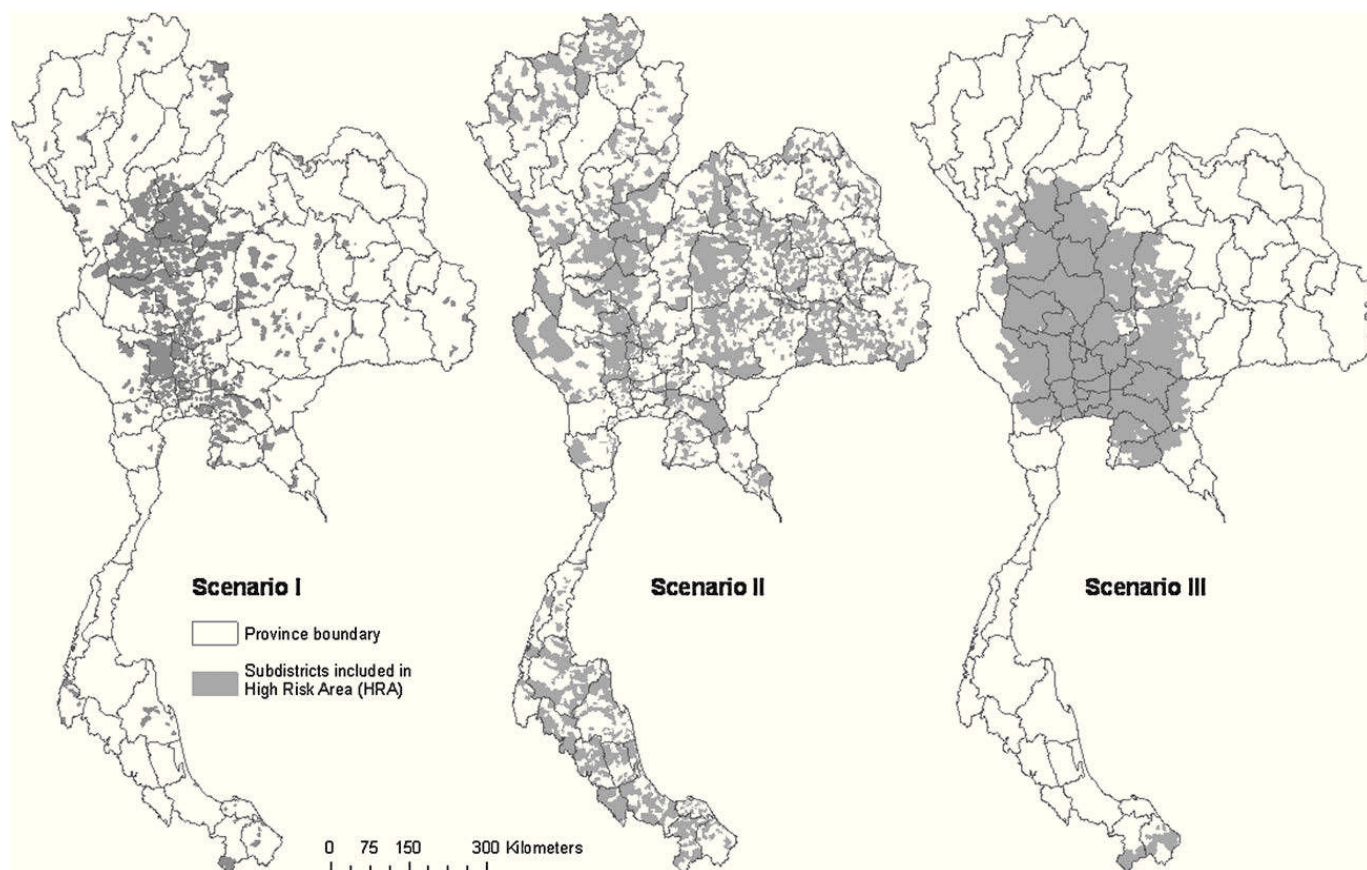 Scenario I
Scenario II
Scenario III
Province boundary
Subdistricts included in
High Risk Area (HRA)
0 75 150 300 Kilometers